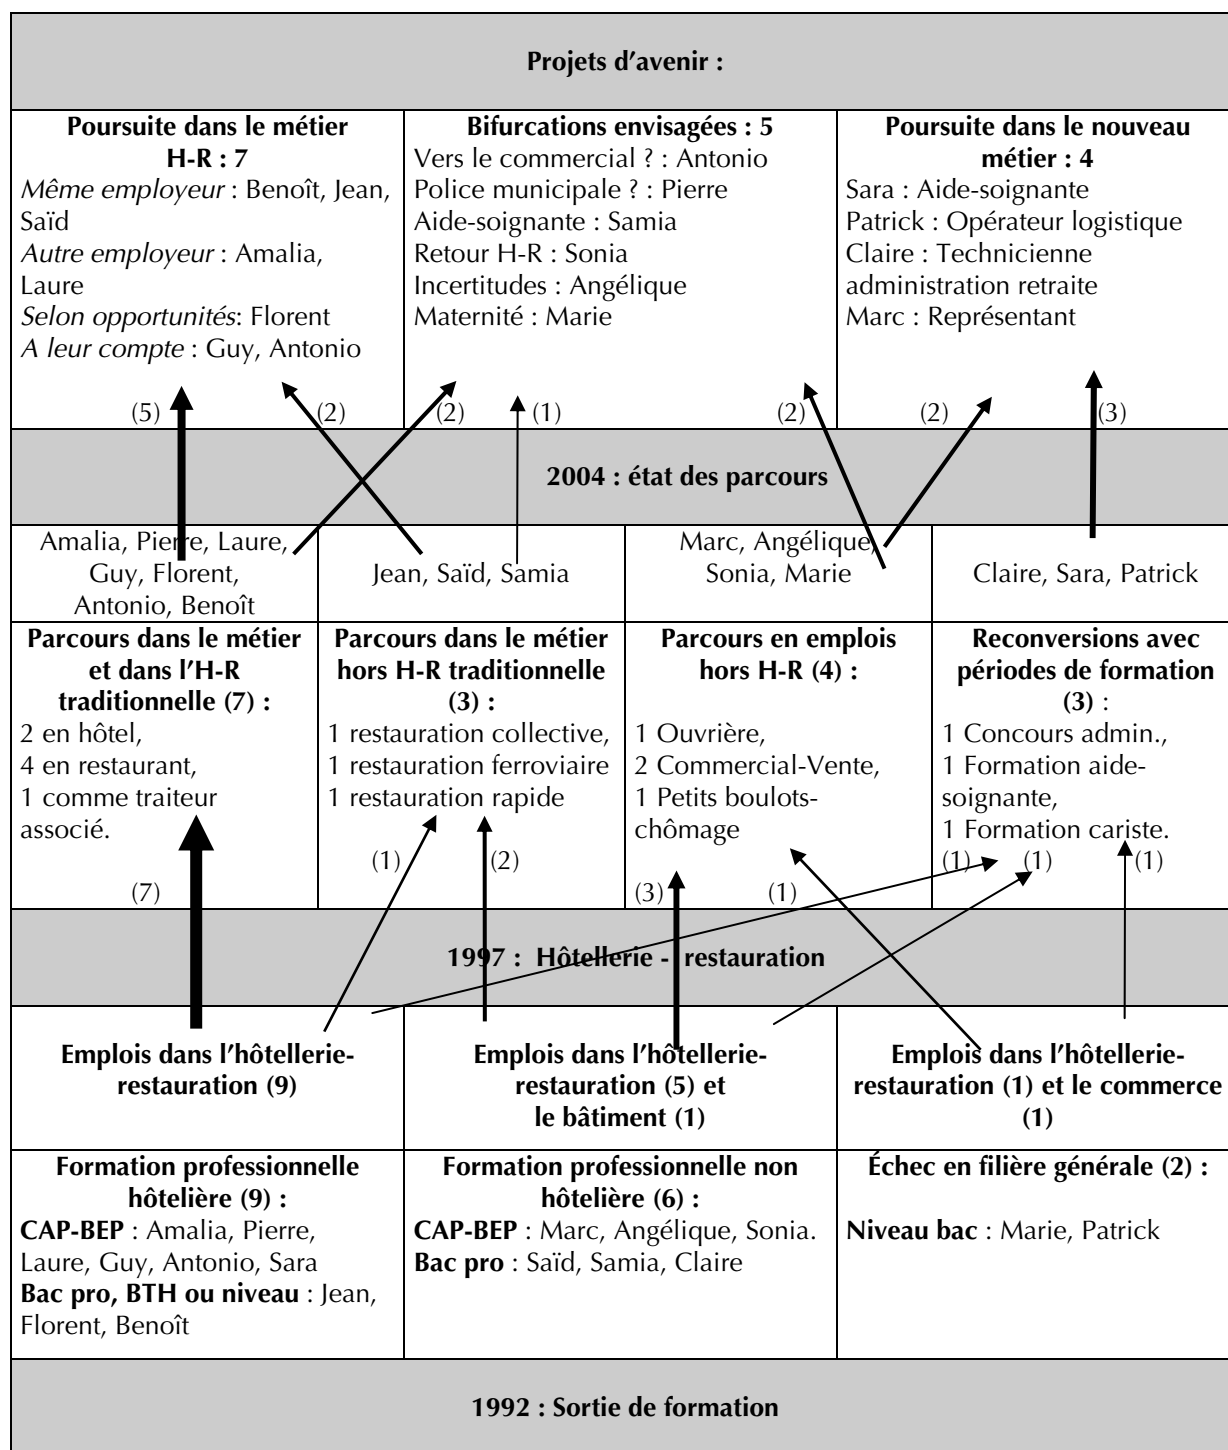 Projets d'avenir :
Poursuite dans le métier
H-R : 7
Même employeur : Benoît, Jean,
Saïd
Autre employeur : Amalia,
Laure
Selon opportunités: Florent
A leur compte : Guy, Antonio
(5)
(2)
Bifurcations envisagées : 5
Vers le commercial ? : Antonio
Police municipale ? : Pierre
Aide-soignante : Samia
Retour H-R : Sonia
Incertitudes : Angélique
Maternité : Marie
(2)
(1)
(2)
Poursuite dans le nouveau
métier : 4
Sara : Aide-soignante
Patrick : Opérateur logistique
Claire : Technicienne
administration retraite
Marc : Représentant
(2)
(3)
2004 : état des parcours
Amalia, Pierre, Laure,
Guy, Florent,
Antonio, Benoît
Jean, Saïd, Samia
Marc, Angélique,
Sonia, Marie
Claire, Sara, Patrick
Parcours dans le métier
et dans l'H-R
traditionnelle (7) :
2 en hôtel,
4 en restaurant,
1 comme traiteur
associé.
(7)
Parcours dans le métier
hors H-R traditionnelle
(3) :
1 restauration collective,
1 restauration ferroviaire
1 restauration rapide
(1)
(2)
Parcours en emplois
hors H-R (4) :
1 Ouvrière,
2 Commercial-Vente,
1 Petits boulots-
chômage
(3)
(1)
Reconversions avec
périodes de formation
(3) :
1 Concours admin.,
1 Formation aide-
soignante,
1 Formation cariste.
(1)
(1)
(1)
1997 : Hôtellerie - restauration
Emplois dans l'hôtellerie-
restauration (9)
Emplois dans l'hôtellerie-
restauration (5) et
le bâtiment (1)
Emplois dans l'hôtellerie-
restauration (1) et le commerce
(1)
Formation professionnelle
hôtelière (9) :
CAP-BEP : Amalia, Pierre,
Laure, Guy, Antonio, Sara
Bac pro, BTH ou niveau : Jean,
Florent, Benoît
Formation professionnelle non
hôtelière (6) :
CAP-BEP : Marc, Angélique, Sonia.
Bac pro : Saïd, Samia, Claire
Échec en filière générale (2) :
Niveau bac : Marie, Patrick
1992 : Sortie de formation